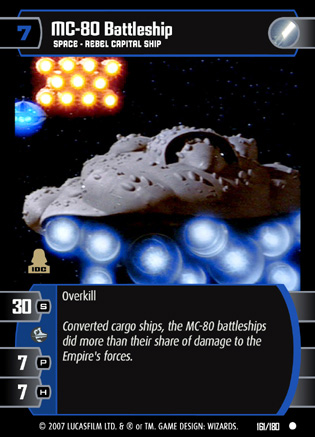 7 MC-80 Battleship
SPACE - REBEL CAPITAL SHIP
IDC
30 S
Overkill
Converted cargo ships, the MC-80 battleships
did more than their share of damage to the
Empire's forces.
7 P
7 H
© 2007 LUCASFILM LTD. & ® or TM. GAME DESIGN: WIZARDS. 161/180